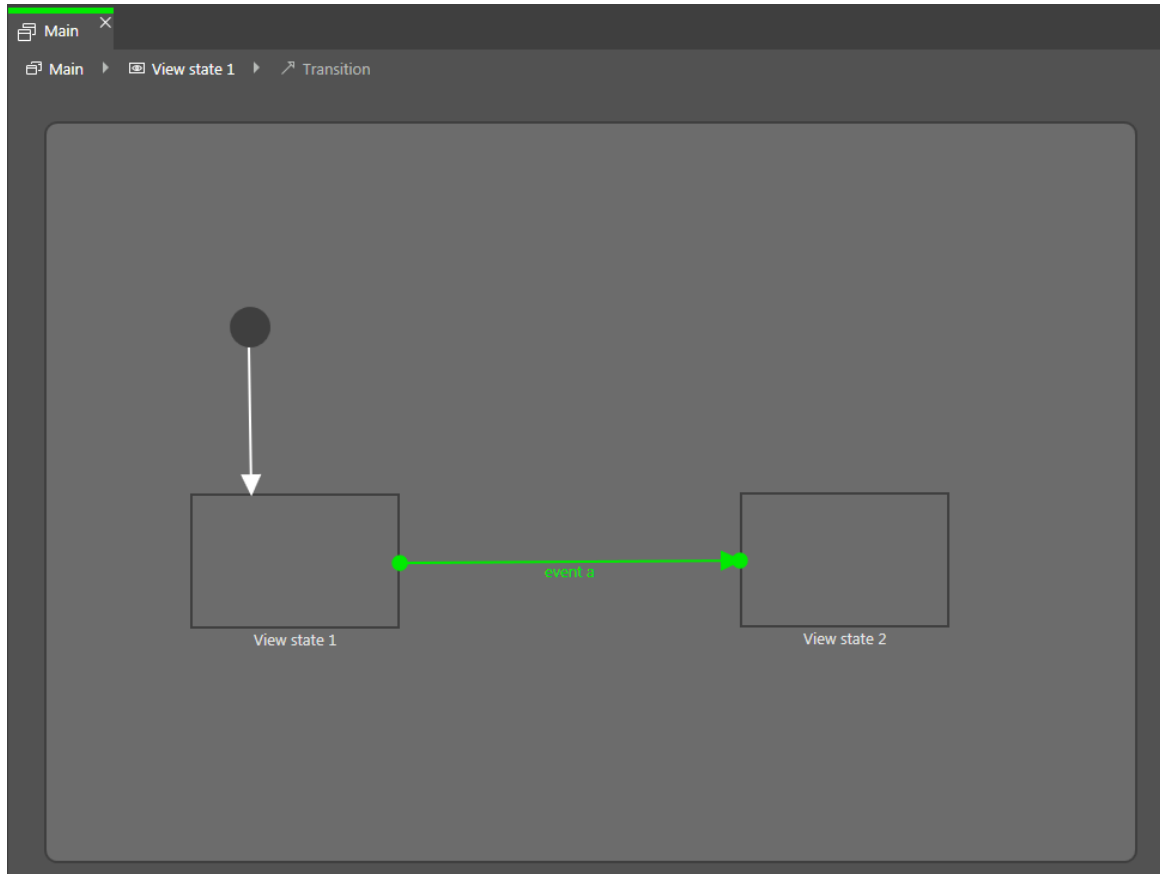 Main
Main View state 1 Transition
event a
View state 1
View state 2